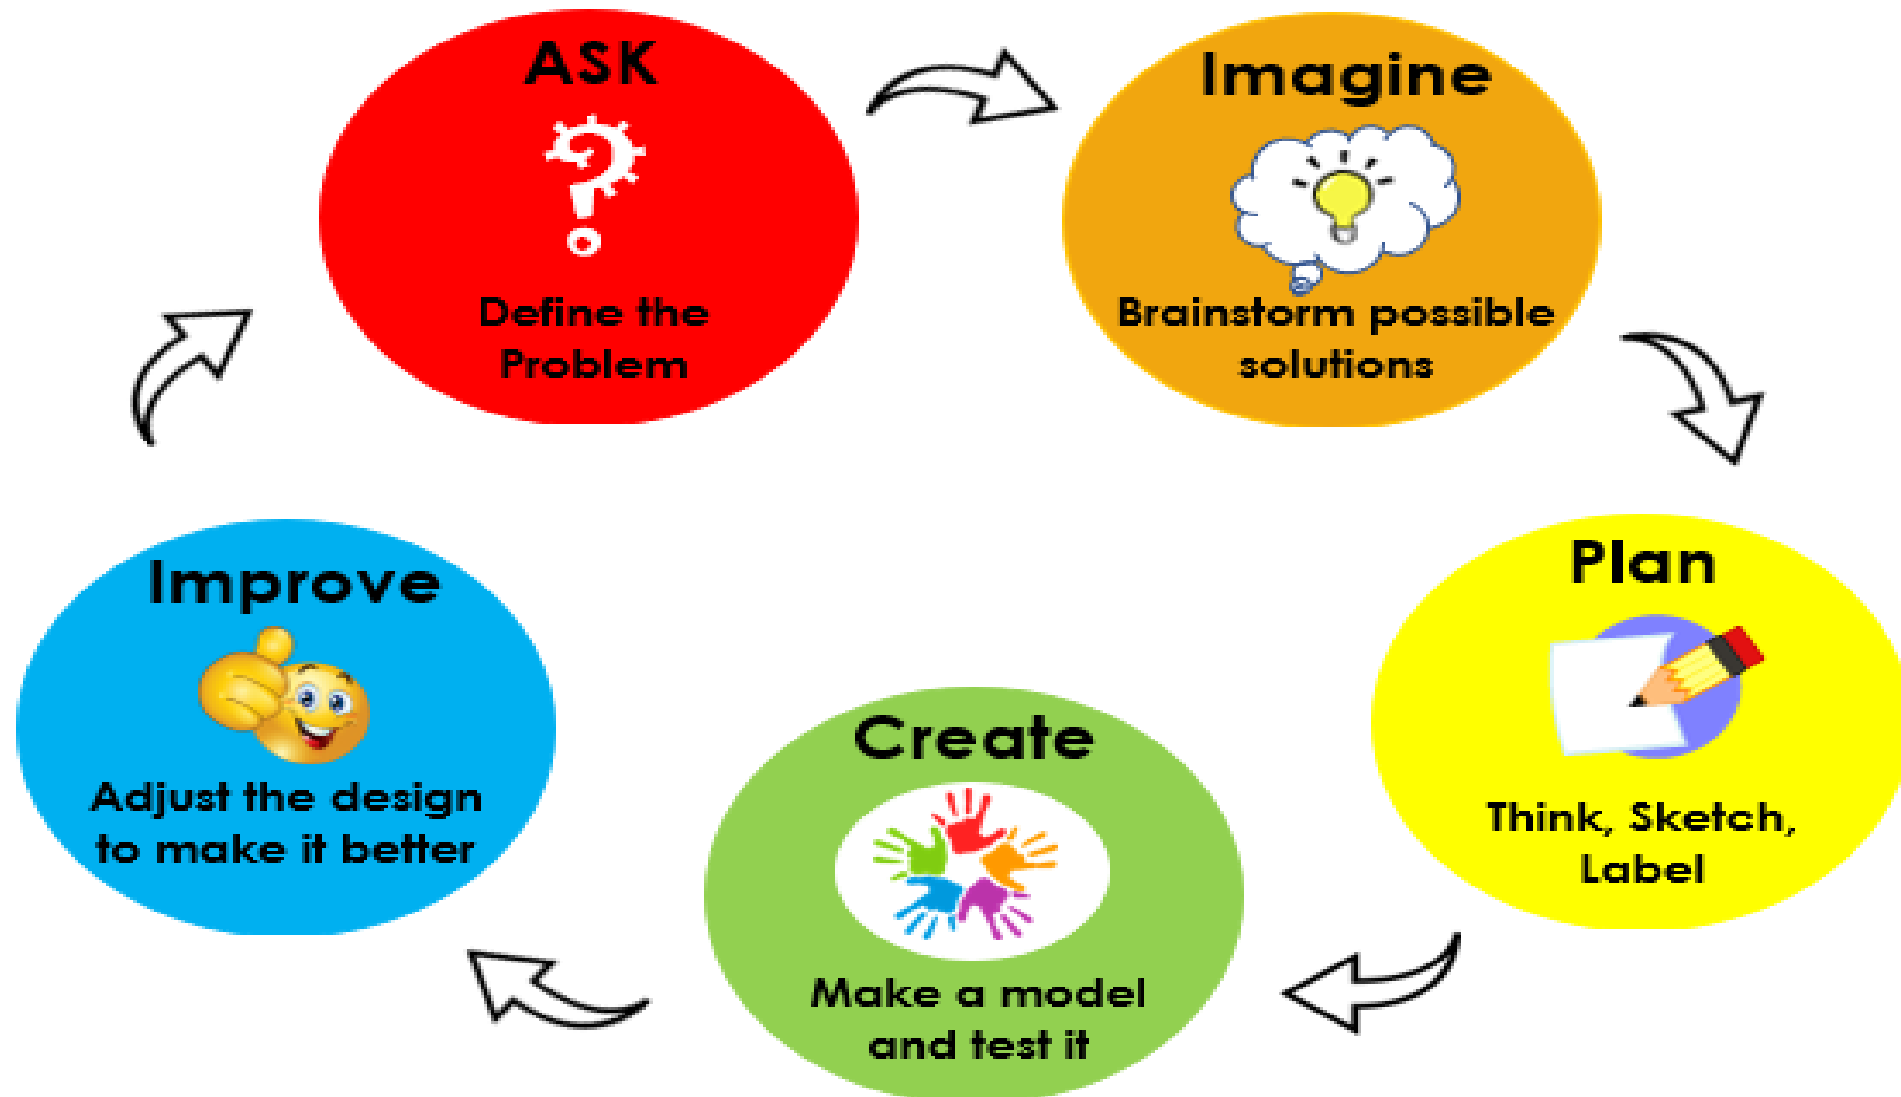 ASK
Define the
Problem
Imagine
Brainstorm possible
solutions
Plan
Think, Sketch,
Label
Create
Make a model
and test it
Improve
Adjust the design
to make it better